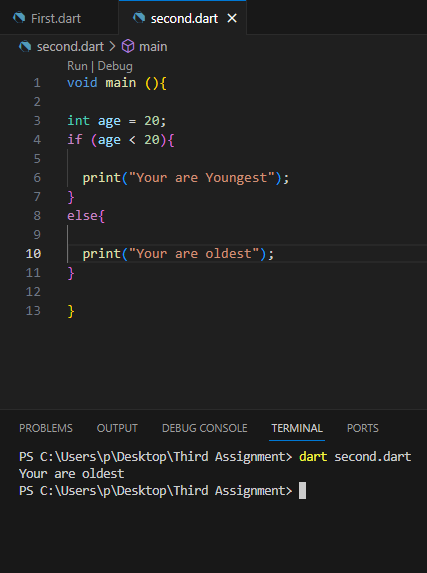 First.dart second.dart
second.dart > main
Run | Debug
1 void main (){
2
3 int age = 20;
4 if (age < 20){
5
6 print("Your are Youngest");
7 }
8 else{
9
10 print("Your are oldest");
11 }
12
13 }
PROBLEMS OUTPUT DEBUG CONSOLE TERMINAL PORTS
PS C:\Users\p\Desktop\Third Assignment> dart second.dart
Your are oldest
PS C:\Users\p\Desktop\Third Assignment>